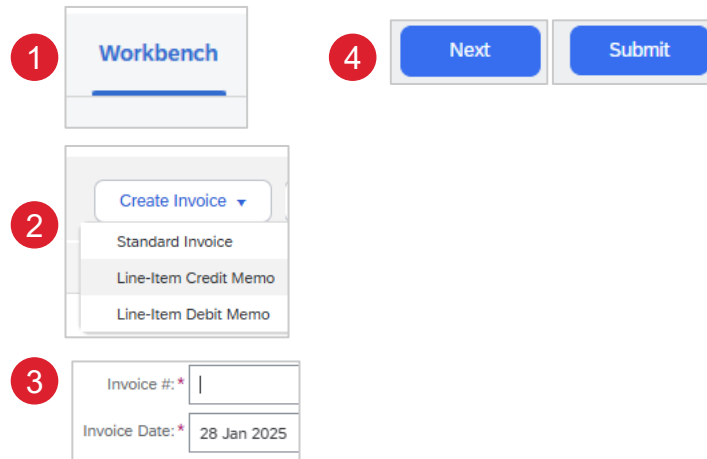 1
Workbench
2
Create Invoice
Standard Invoice
Line-Item Credit Memo
Line-Item Debit Memo
3
Invoice #:*
Invoice Date:* 28 Jan 2025
4
Next Submit